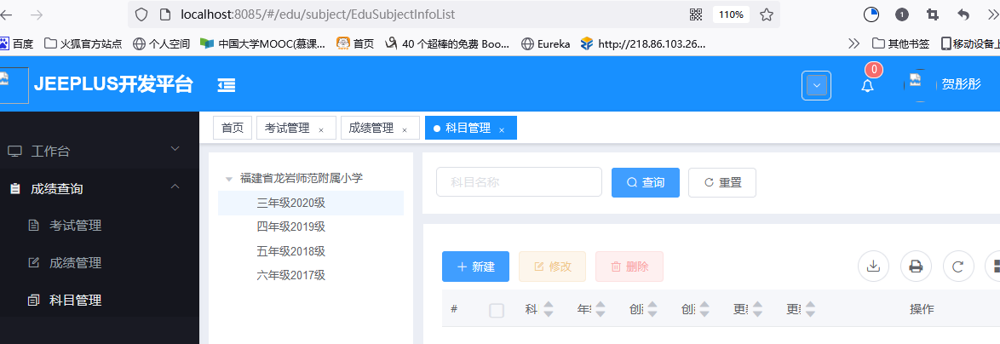 localhost:8085/#/edu/subject/EduSubjectInfoList
110%
1
百度
火狐官方站点
个人空间
中国大学MOOC(慕课...
首页
40 个超棒的免费 Boo...
Eureka
http://218.86.103.26...
其他书签
移动设备上
JEEPLUS开发平台
0
贺彤彤
首页
考试管理 ×
成绩管理 ×
科目管理 ×
工作台
成绩查询
考试管理
成绩管理
科目管理
福建省龙岩师范附属小学
三年级2020级
四年级2019级
五年级2018级
六年级2017级
科目名称
查询
重置
新建
修改
删除
#
科
年
创
创
更
更
操作